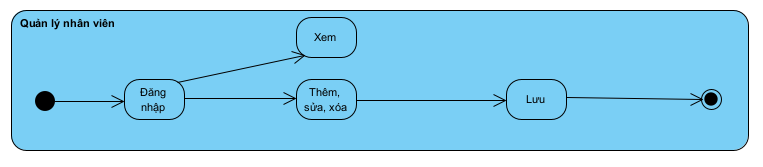 Quản lý nhân viên
Xem
Đăng
nhập
Thêm,
sửa, xóa
Lưu